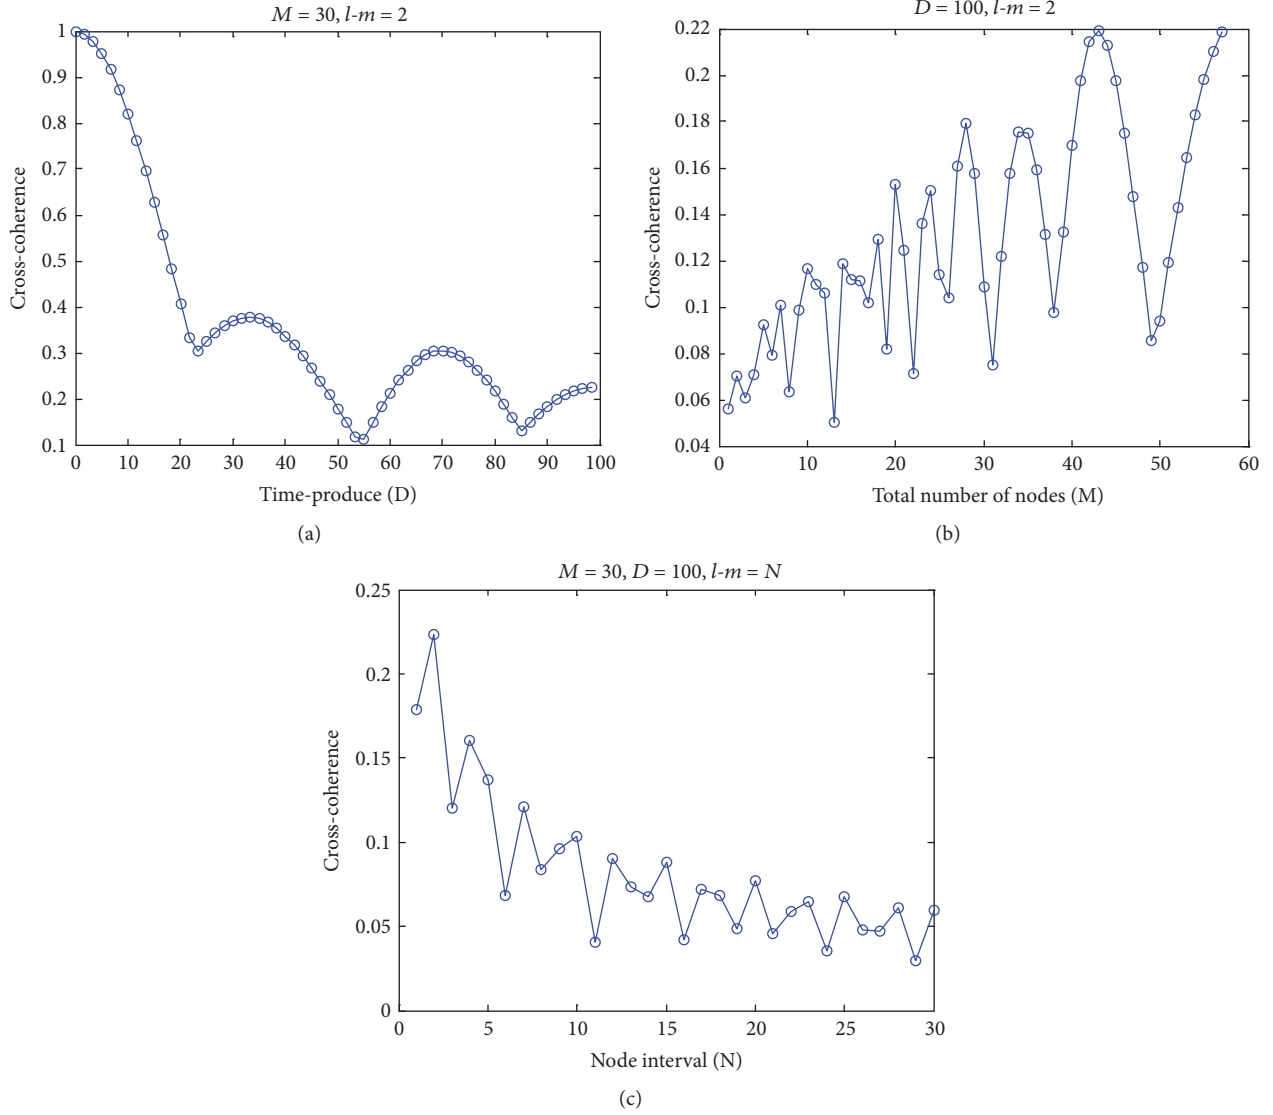 M = 30, l-m = 2
1
0.9
0.8
0.7
0.6
0.5
0.4
0.3
0.2
0.1
Cross-coherence
0 10 20 30 40 50 60 70 80 90 100
Time-produce (D)
(a)
D = 100, l-m = 2
0.22
0.2
0.18
0.16
0.14
0.12
0.1
0.08
0.06
0.04
Cross-coherence
0 10 20 30 40 50 60
Total number of nodes (M)
(b)
M = 30, D = 100, l-m = N
0.25
0.2
0.15
0.1
0.05
0
Cross-coherence
0 5 10 15 20 25 30
Node interval (N)
(c)